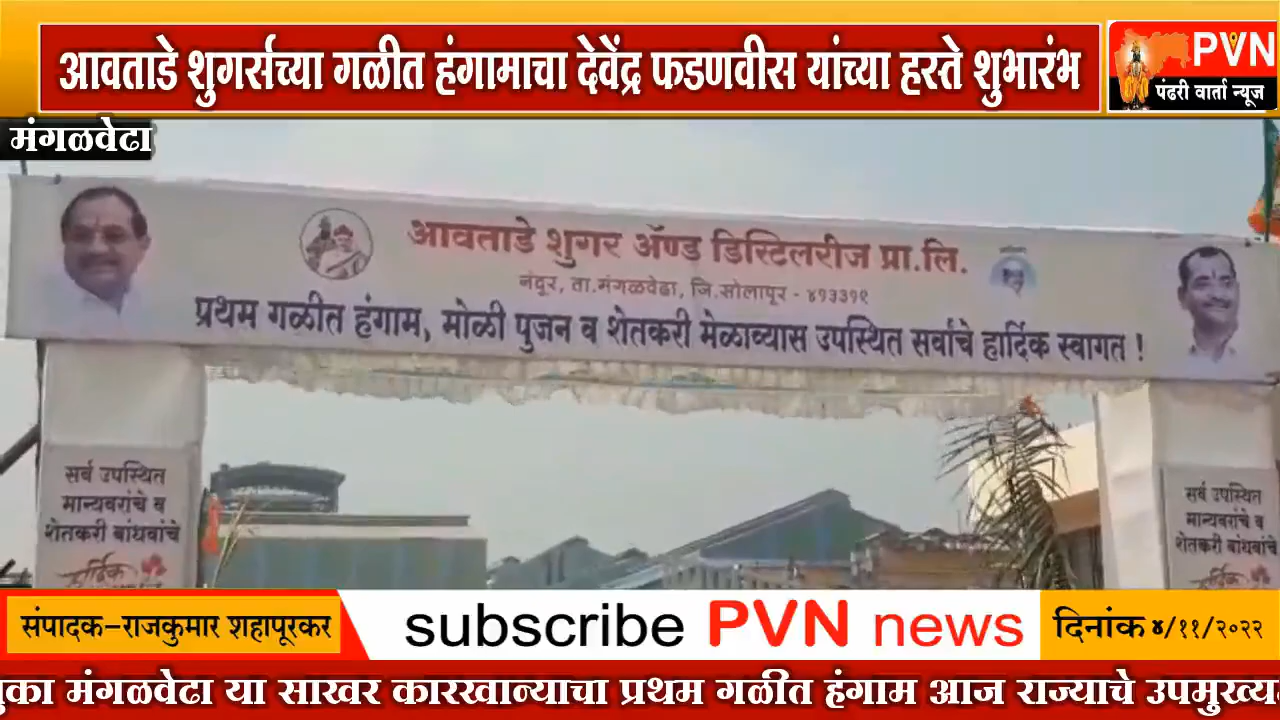 आवताडे शुगर्सच्या गळीत हंगामाचा देवेंद्र फडणवीस यांच्या हस्ते शुभारंभ
PVN
पंढरी वार्ता न्यूज
मंगळवेढा
आवताडे शुगर ॲण्ड डिस्टिलरीज प्रा.लि.
नंदूर, ता.मंगळवेढा, जि.सोलापूर - ४१३३१९
प्रथम गळीत हंगाम, मोळी पुजन व शेतकरी मेळाव्यास उपस्थित सर्वांचे हार्दिक स्वागत !
सर्व उपस्थित
मान्यवरांचे व
शेतकरी बांधवांचे
हार्दिक
सर्व उपस्थित
मान्यवरांचे व
शेतकरी बांधवांचे
हार्दिक
संपादक-राजकुमार शहापूरकर
subscribe PVN news
दिनांक ४/११/२०२२
मंगळवेढा या साखर कारखान्याचा प्रथम गळीत हंगाम आज राज्याचे